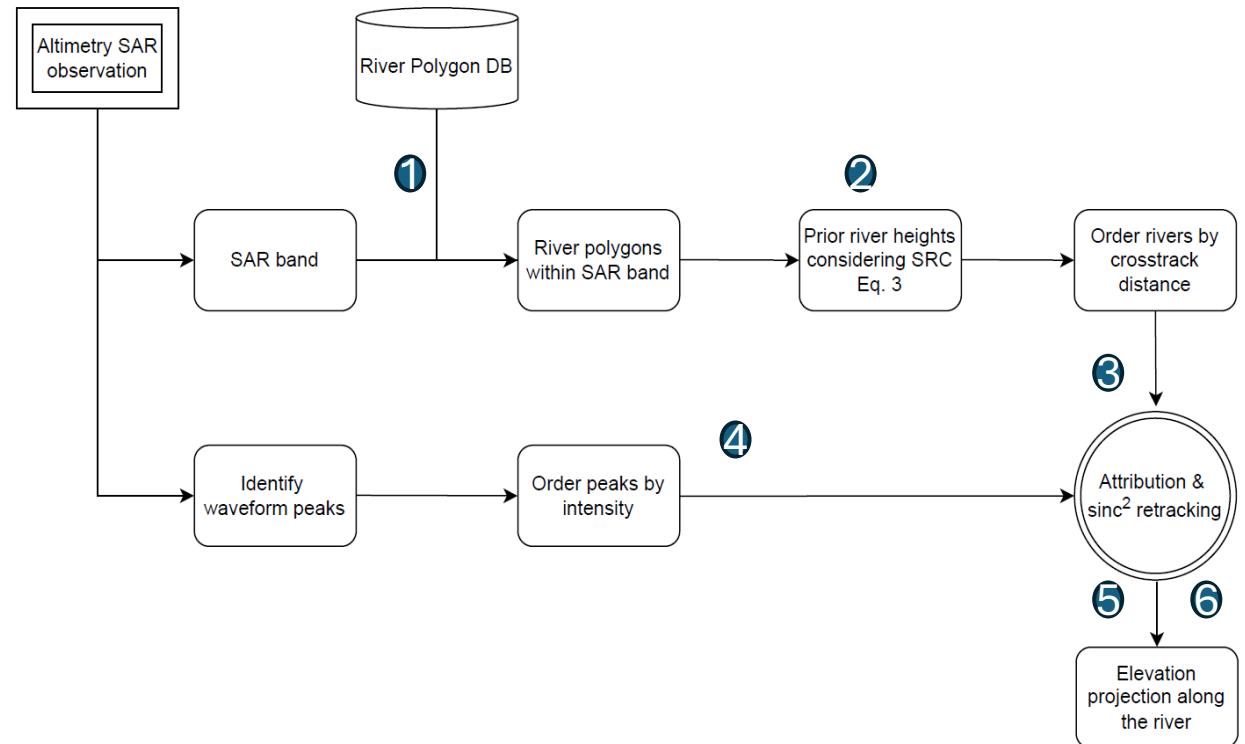 Altimetry SAR
observation
River Polygon DB
1
2
SAR band
River polygons
within SAR band
Prior river heights
considering SRC
Eq. 3
Order rivers by
crosstrack
distance
3
4
Identify
waveform peaks
Order peaks by
intensity
Attribution &
sinc² retracking
5
6
Elevation
projection along
the river